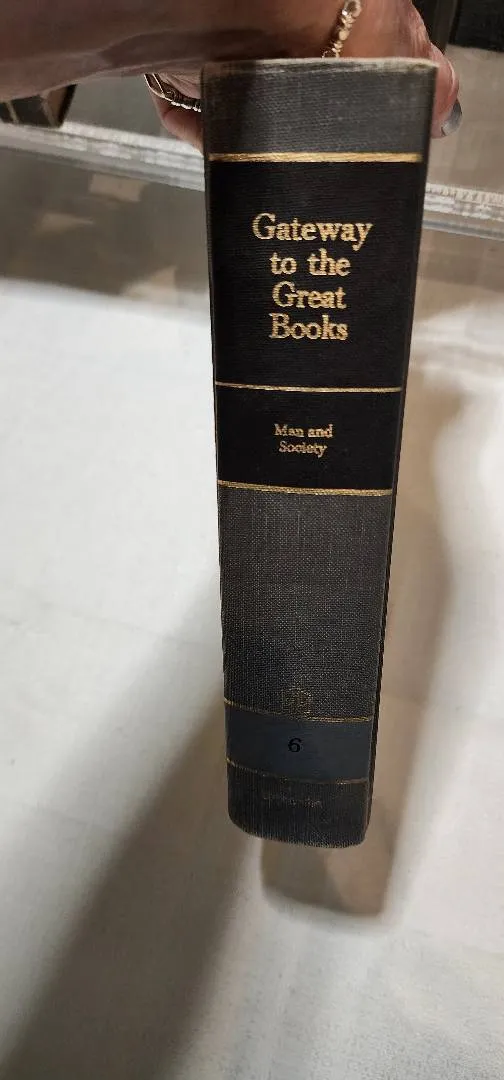 Gateway
to the
Great
Books
Man and
Society
6